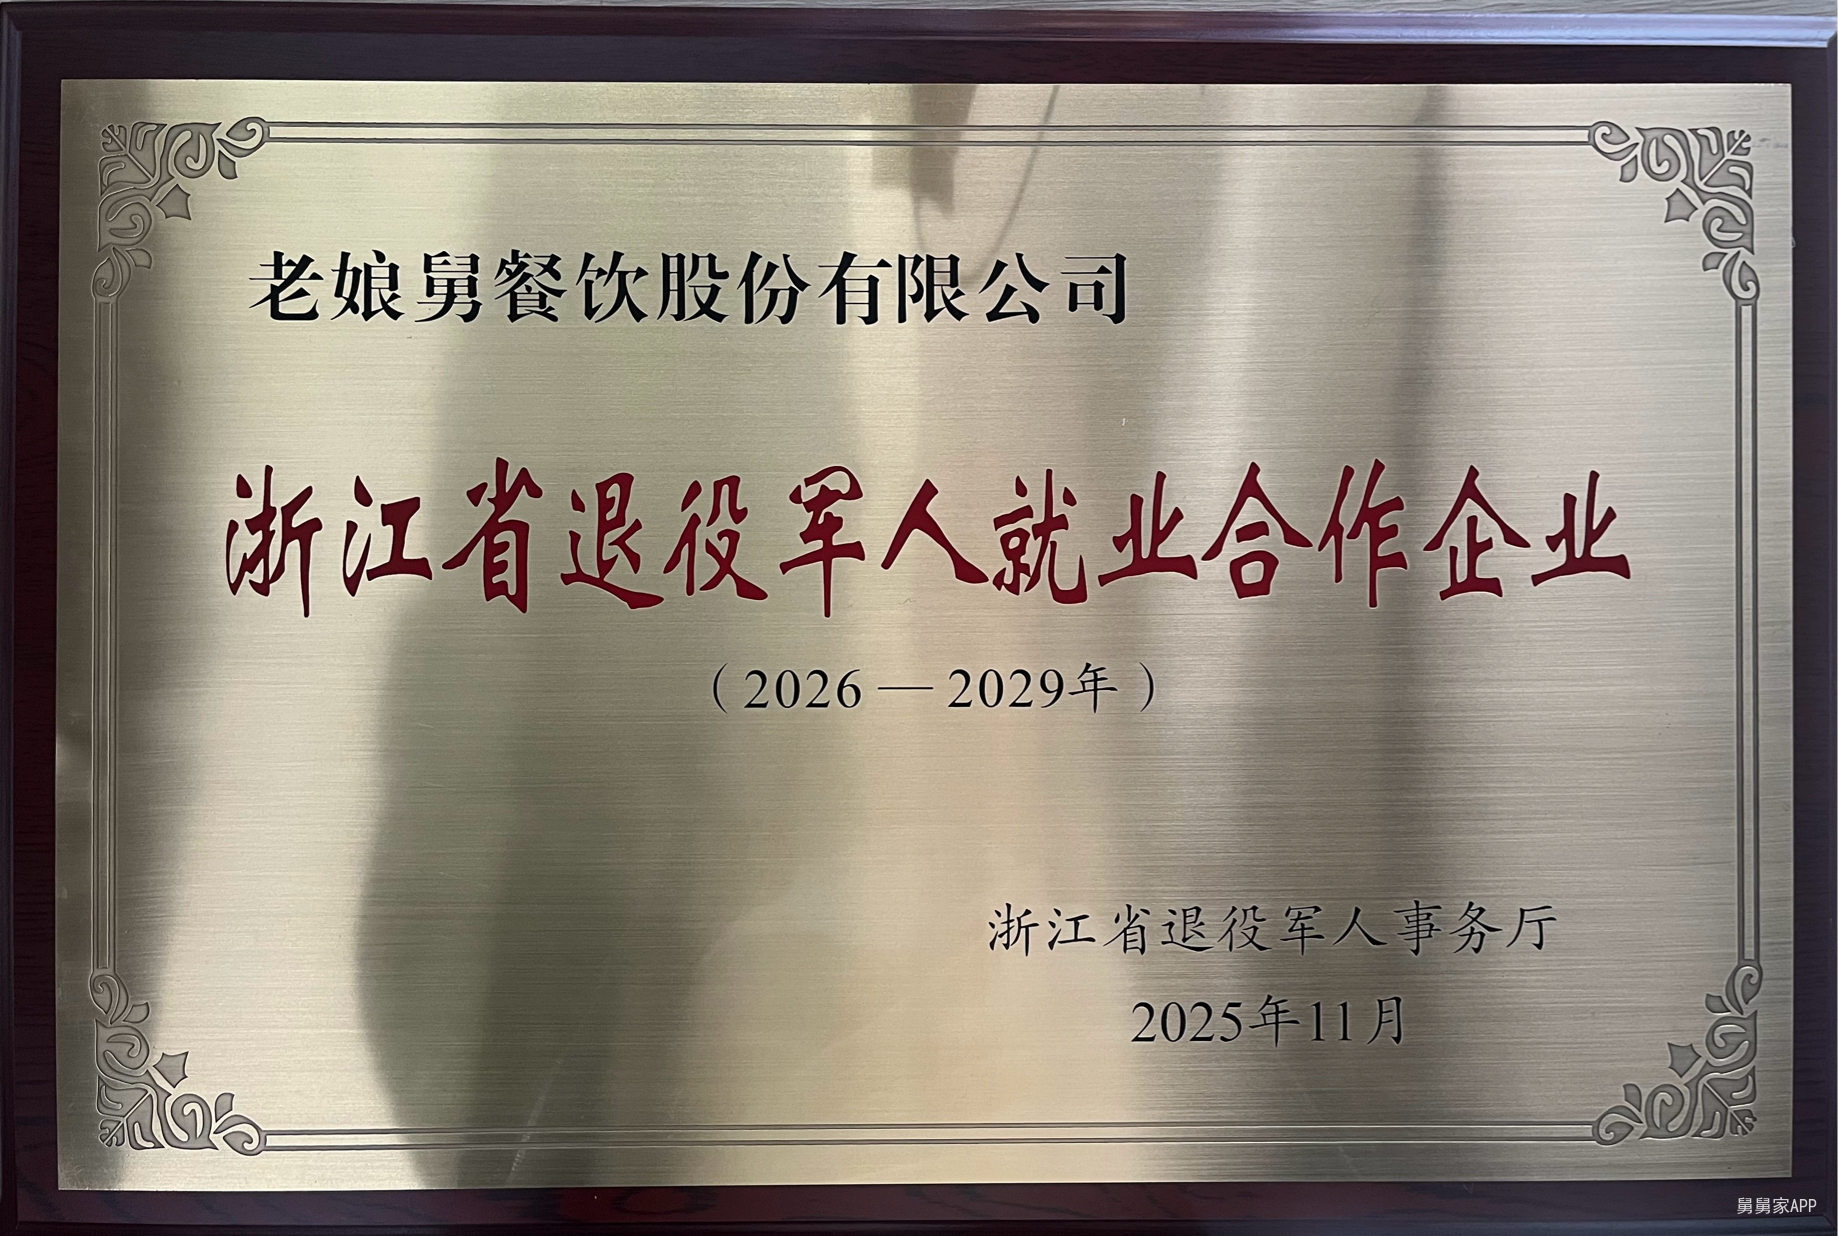 老娘舅餐饮股份有限公司
浙江省退役军人就业合作企业
（2026—2029年）
浙江省退役军人事务厅
2025年11月
舅舅家APP